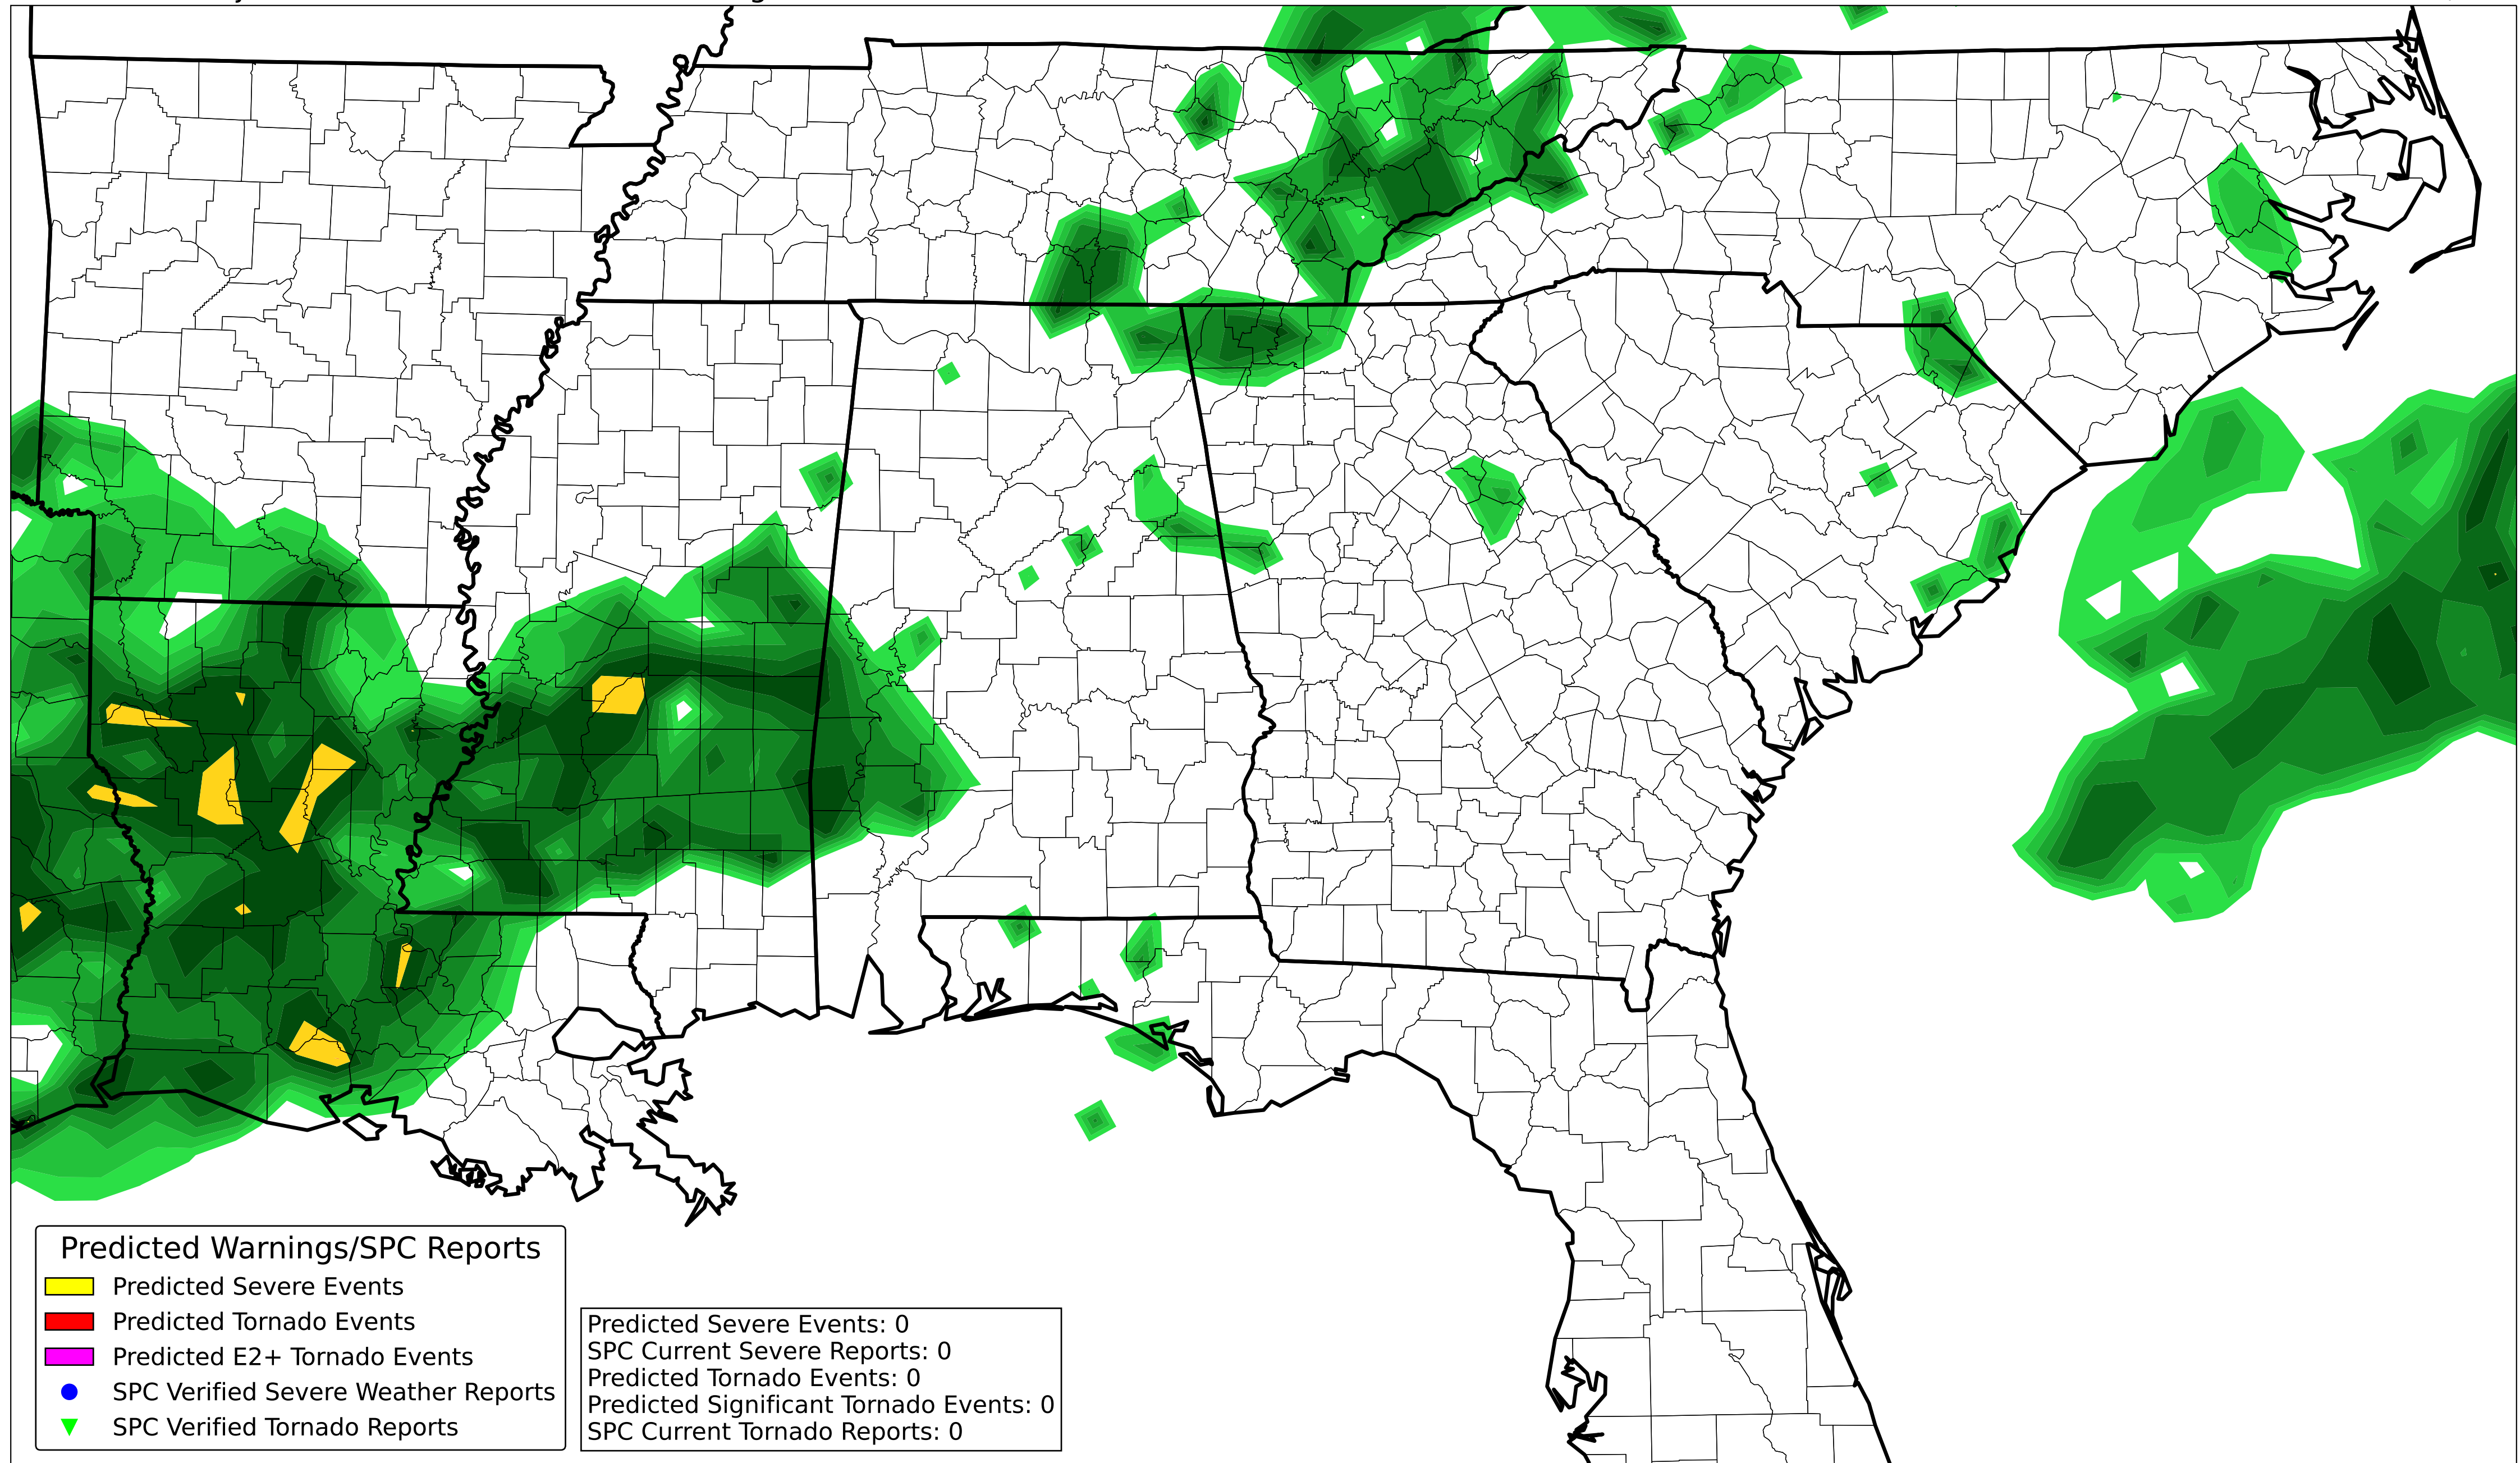 Predicted Warnings/SPC Reports
Predicted Severe Events
Predicted Tornado Events
Predicted E2+ Tornado Events
SPC Verified Severe Weather Reports
SPC Verified Tornado Reports
Predicted Severe Events: 0
SPC Current Severe Reports: 0
Predicted Tornado Events: 0
Predicted Significant Tornado Events: 0
SPC Current Tornado Reports: 0